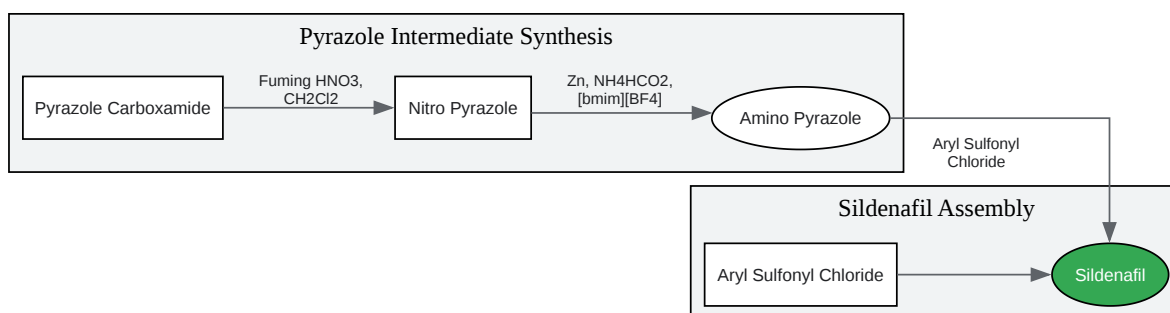 Pyrazole Intermediate Synthesis
Pyrazole Carboxamide
Fuming HNO3,
CH2Cl2
Nitro Pyrazole
Zn, NH4HCO2,
[bmim][BF4]
Amino Pyrazole
Aryl Sulfonyl
Chloride
Sildenafil Assembly
Aryl Sulfonyl Chloride
Sildenafil